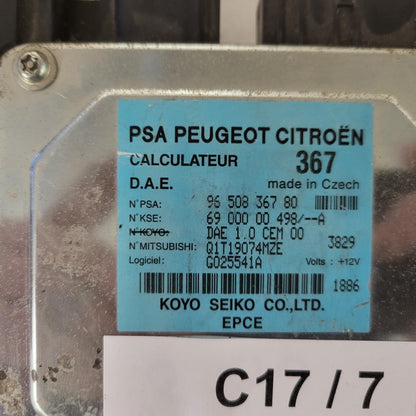 PSA PEUGEOT CITROËN
CALCULATEUR 367
D.A.E. made in Czech
N°PSA: 96 508 367 80
N°KSE: 69 000 00 498/--A
N°KOYO: DAE 1.0 CEM 00
N°MITSUBISHI: Q1T19074MZE 3829
Logiciel: G025541A Volts : +12V
1886
KOYO SEIKO CO.,LTD.
EPCE
C17 / 7